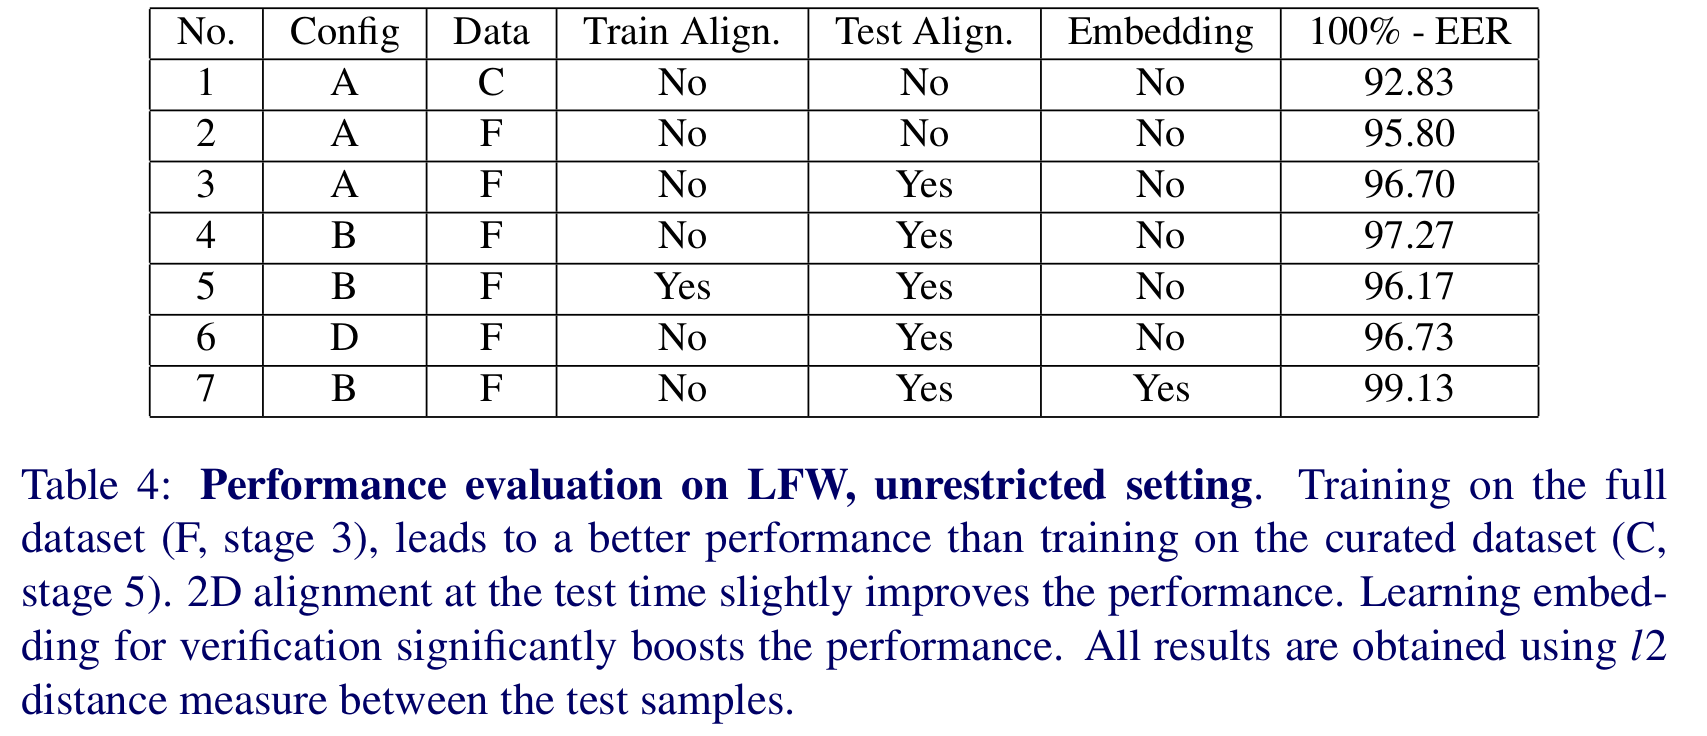 No. Config Data Train Align. Test Align. Embedding 100% - EER
1 A C No No No 92.83
2 A F No No No 95.80
3 A F No Yes No 96.70
4 B F No Yes No 97.27
5 B F Yes Yes No 96.17
6 D F No Yes No 96.73
7 B F No Yes Yes 99.13
Table 4: Performance evaluation on LFW, unrestricted setting. Training on the full
dataset (F, stage 3), leads to a better performance than training on the curated dataset (C,
stage 5). 2D alignment at the test time slightly improves the performance. Learning embed-
ding for verification significantly boosts the performance. All results are obtained using l2
distance measure between the test samples.